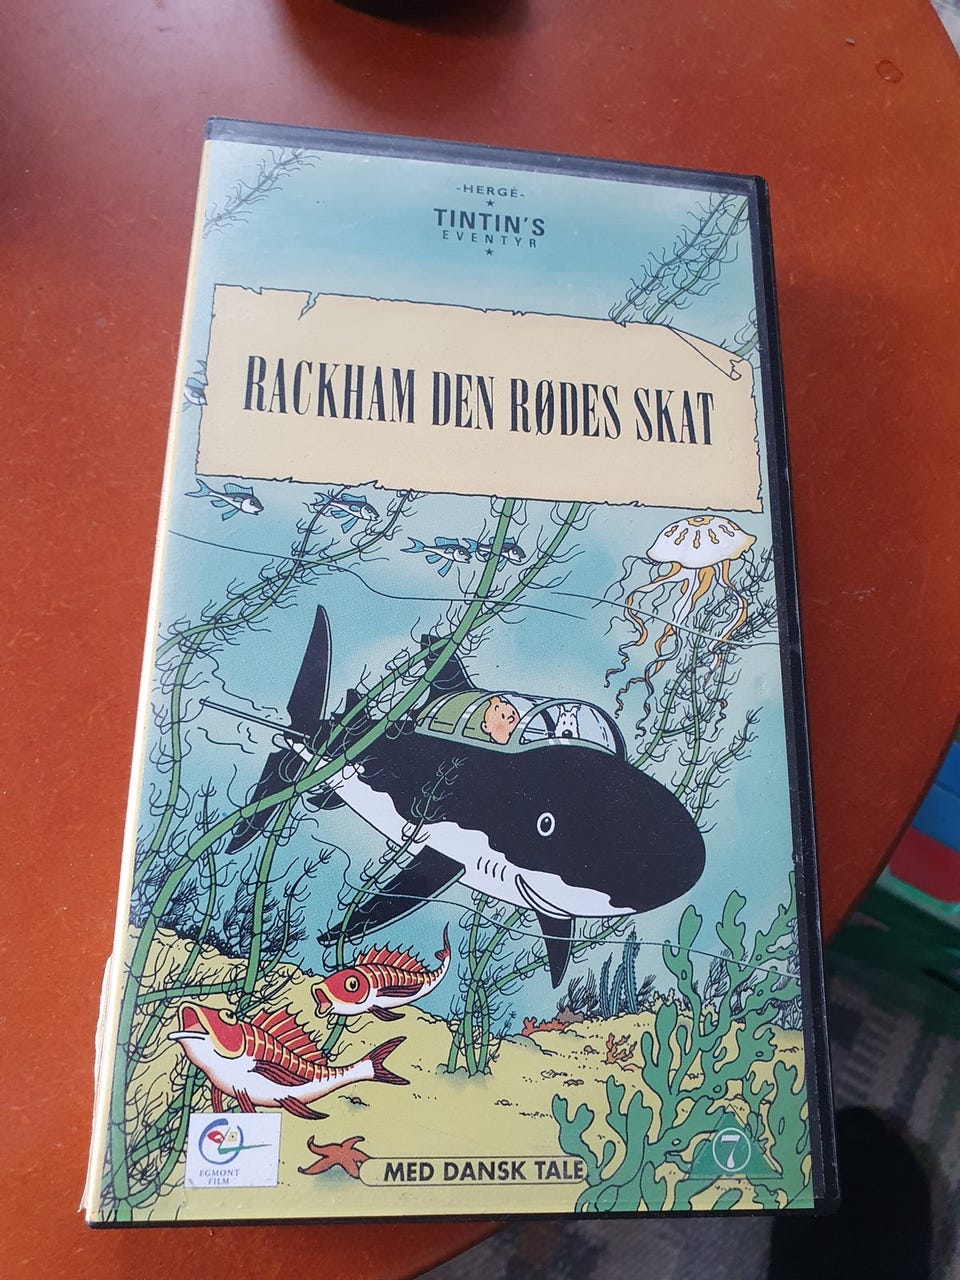 -HERGÉ-
TINTIN'S
EVENTYR
RACKHAM DEN RØDES SKAT
EGMONT
FILM
MED DANSK TALE
7